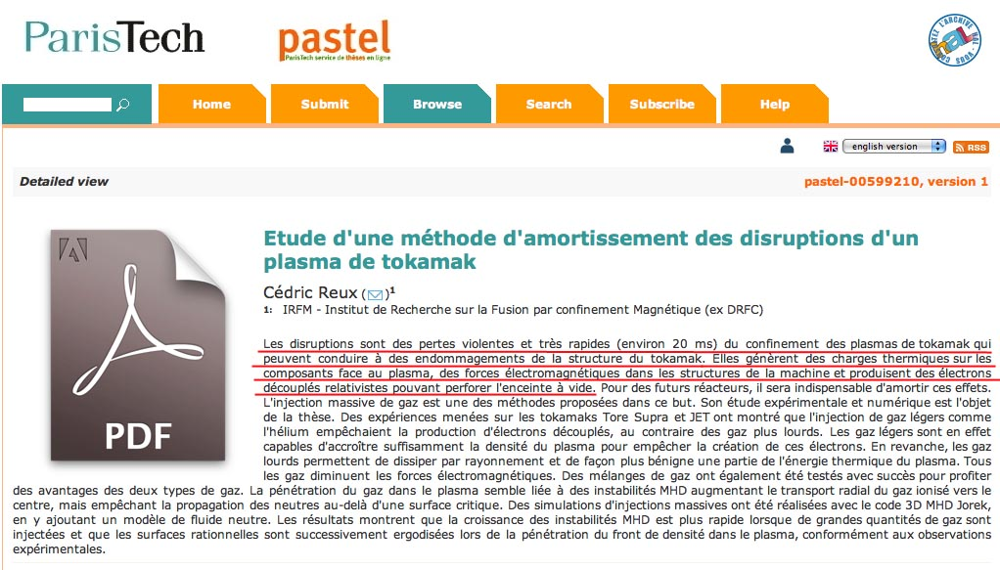 ParisTech
pastel
ParisTech service de thèses en ligne
Home
Submit
Browse
Search
Subscribe
Help
english version
RSS
Detailed view
pastel-00599210, version 1
PDF
Etude d'une méthode d'amortissement des disruptions d'un
plasma de tokamak
Cédric Reux ( )1
1: IRFM - Institut de Recherche sur la Fusion par confinement Magnétique (ex DRFC)
Les disruptions sont des pertes violentes et très rapides (environ 20 ms) du confinement des plasmas de tokamak qui
peuvent conduire à des endommagements de la structure du tokamak. Elles génèrent des charges thermiques sur les
composants face au plasma, des forces électromagnétiques dans les structures de la machine et produisent des électrons
découplés relativistes pouvant perforer l'enceinte à vide. Pour des futurs réacteurs, il sera indispensable d'amortir ces effets.
L'injection massive de gaz est une des méthodes proposées dans ce but. Son étude expérimentale et numérique est l'objet
de la thèse. Des expériences menées sur les tokamaks Tore Supra et JET ont montré que l'injection de gaz légers comme
l'hélium empêchaient la production d'électrons découplés, au contraire des gaz plus lourds. Les gaz légers sont en effet
capables d'accroître suffisamment la densité du plasma pour empêcher la création de ces électrons. En revanche, les gaz
lourds permettent de dissiper par rayonnement et de façon plus bénigne une partie de l'énergie thermique du plasma. Tous
les gaz diminuent les forces électromagnétiques. Des mélanges de gaz ont également été testés avec succès pour profiter
des avantages des deux types de gaz. La pénétration du gaz dans le plasma semble liée à des instabilités MHD augmentant le transport radial du gaz ionisé vers le
centre, mais empêchant la propagation des neutres au-delà d'une surface critique. Des simulations d'injections massives ont été réalisées avec le code 3D MHD Jorek,
en y ajoutant un modèle de fluide neutre. Les résultats montrent que la croissance des instabilités MHD est plus rapide lorsque de grandes quantités de gaz sont
injectées et que les surfaces rationnelles sont successivement ergodisées lors de la pénétration du front de densité dans le plasma, conformément aux observations
expérimentales.